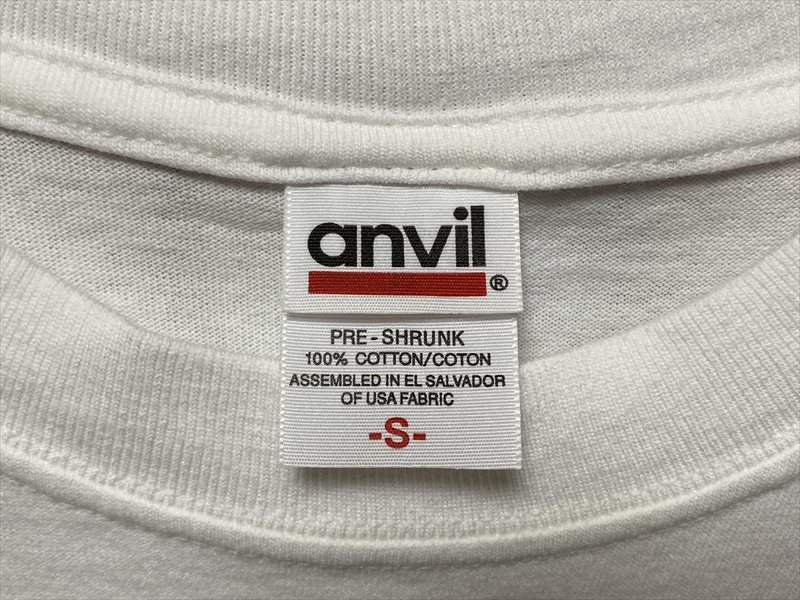 anvil®
PRE-SHRUNK
100% COTTON/COTON
ASSEMBLED IN EL SALVADOR
OF USA FABRIC
-S-